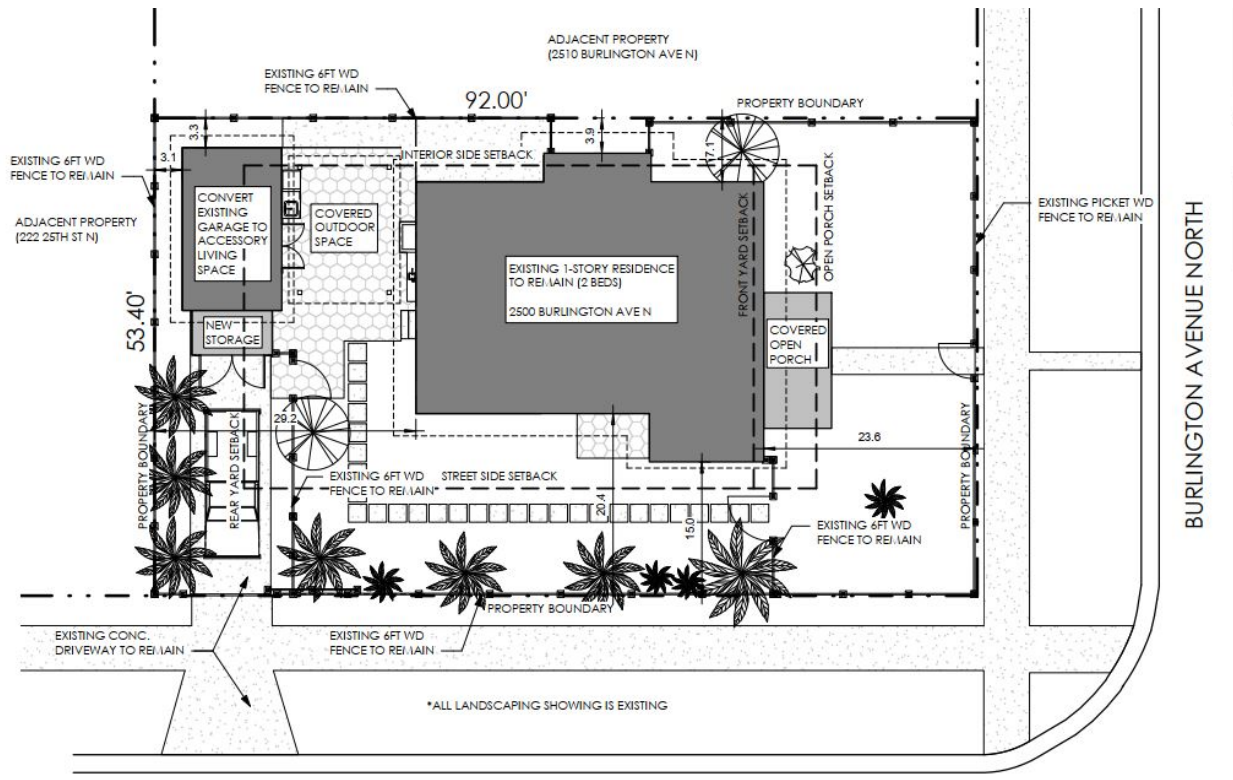 ADJACENT PROPERTY
(2510 BURLINGTON AVE N)
EXISTING 6FT WD
FENCE TO REMAIN
92.00'
PROPERTY BOUNDARY
3.3
3.9
17.1
3.1
EXISTING 6FT WD
FENCE TO REMAIN
INTERIOR SIDE SETBACK
ADJACENT PROPERTY
(222 25TH ST N)
CONVERT
EXISTING
GARAGE TO
ACCESSORY
LIVING
SPACE
COVERED
OUTDOOR
SPACE
EXISTING 1-STORY RESIDENCE
TO REMAIN (2 BEDS)
2500 BURLINGTON AVE N
FRONT YARD SETBACK
OPEN PORCH SETBACK
EXISTING PICKET WD
FENCE TO REMAIN
BURLINGTON AVENUE NORTH
53.40'
NEW
STORAGE
COVERED
OPEN
PORCH
PROPERTY BOUNDARY
REAR YARD SETBACK
29.2
23.6
PROPERTY BOUNDARY
EXISTING 6FT WD
FENCE TO REMAIN*
STREET SIDE SETBACK
20.4
15.0
EXISTING 6FT WD
FENCE TO REMAIN
PROPERTY BOUNDARY
EXISTING CONC.
DRIVEWAY TO REMAIN
EXISTING 6FT WD
FENCE TO REMAIN
*ALL LANDSCAPING SHOWING IS EXISTING